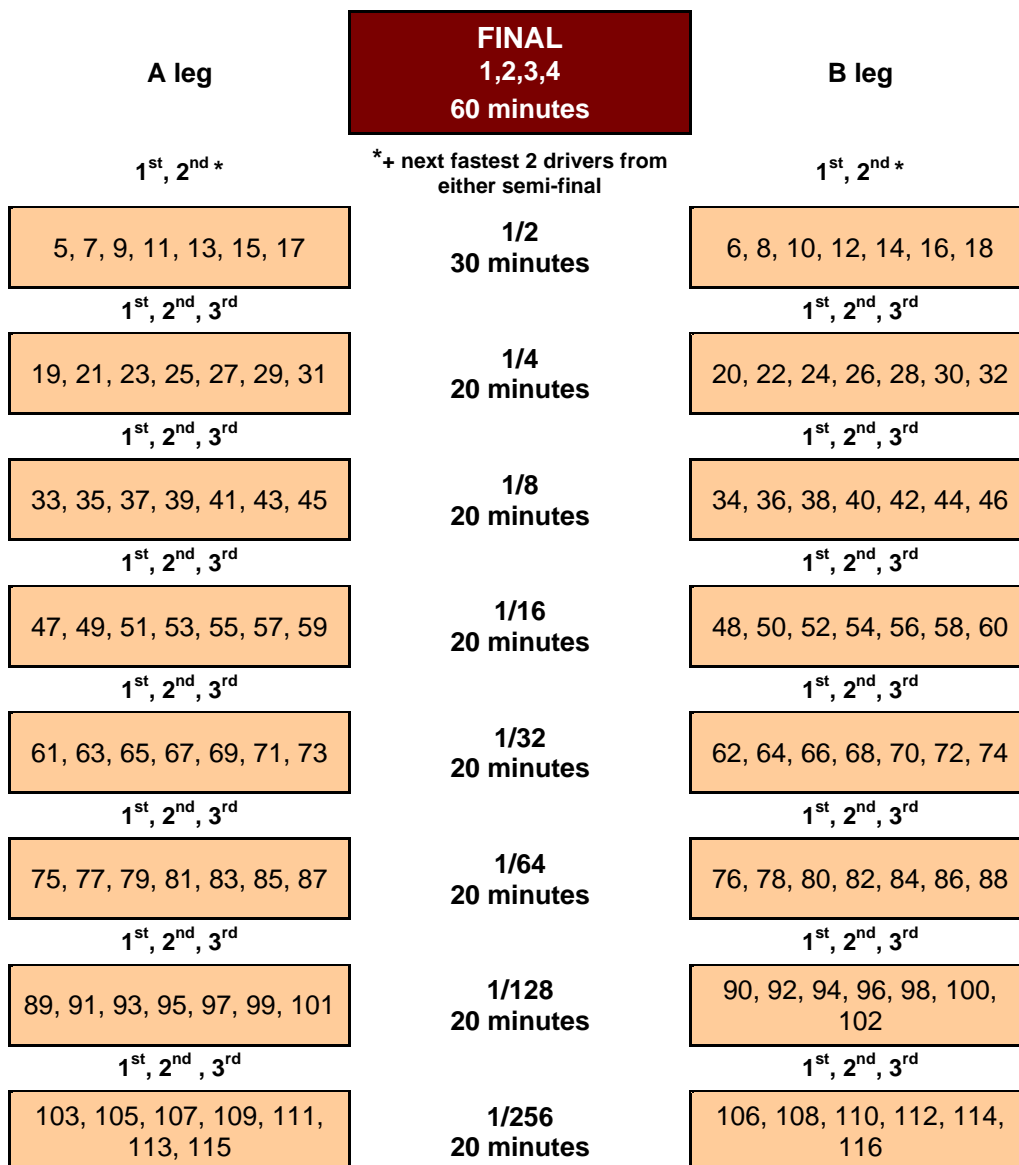 A leg
FINAL
1,2,3,4
60 minutes
B leg
1st, 2nd *
*+ next fastest 2 drivers from
either semi-final
1st, 2nd *
5, 7, 9, 11, 13, 15, 17
1/2
30 minutes
6, 8, 10, 12, 14, 16, 18
1st, 2nd, 3rd
1st, 2nd, 3rd
19, 21, 23, 25, 27, 29, 31
1/4
20 minutes
20, 22, 24, 26, 28, 30, 32
1st, 2nd, 3rd
1st, 2nd, 3rd
33, 35, 37, 39, 41, 43, 45
1/8
20 minutes
34, 36, 38, 40, 42, 44, 46
1st, 2nd, 3rd
1st, 2nd, 3rd
47, 49, 51, 53, 55, 57, 59
1/16
20 minutes
48, 50, 52, 54, 56, 58, 60
1st, 2nd, 3rd
1st, 2nd, 3rd
61, 63, 65, 67, 69, 71, 73
1/32
20 minutes
62, 64, 66, 68, 70, 72, 74
1st, 2nd, 3rd
1st, 2nd, 3rd
75, 77, 79, 81, 83, 85, 87
1/64
20 minutes
76, 78, 80, 82, 84, 86, 88
1st, 2nd, 3rd
1st, 2nd, 3rd
89, 91, 93, 95, 97, 99, 101
1/128
20 minutes
90, 92, 94, 96, 98, 100,
102
1st, 2nd , 3rd
1st, 2nd, 3rd
103, 105, 107, 109, 111,
113, 115
1/256
20 minutes
106, 108, 110, 112, 114,
116